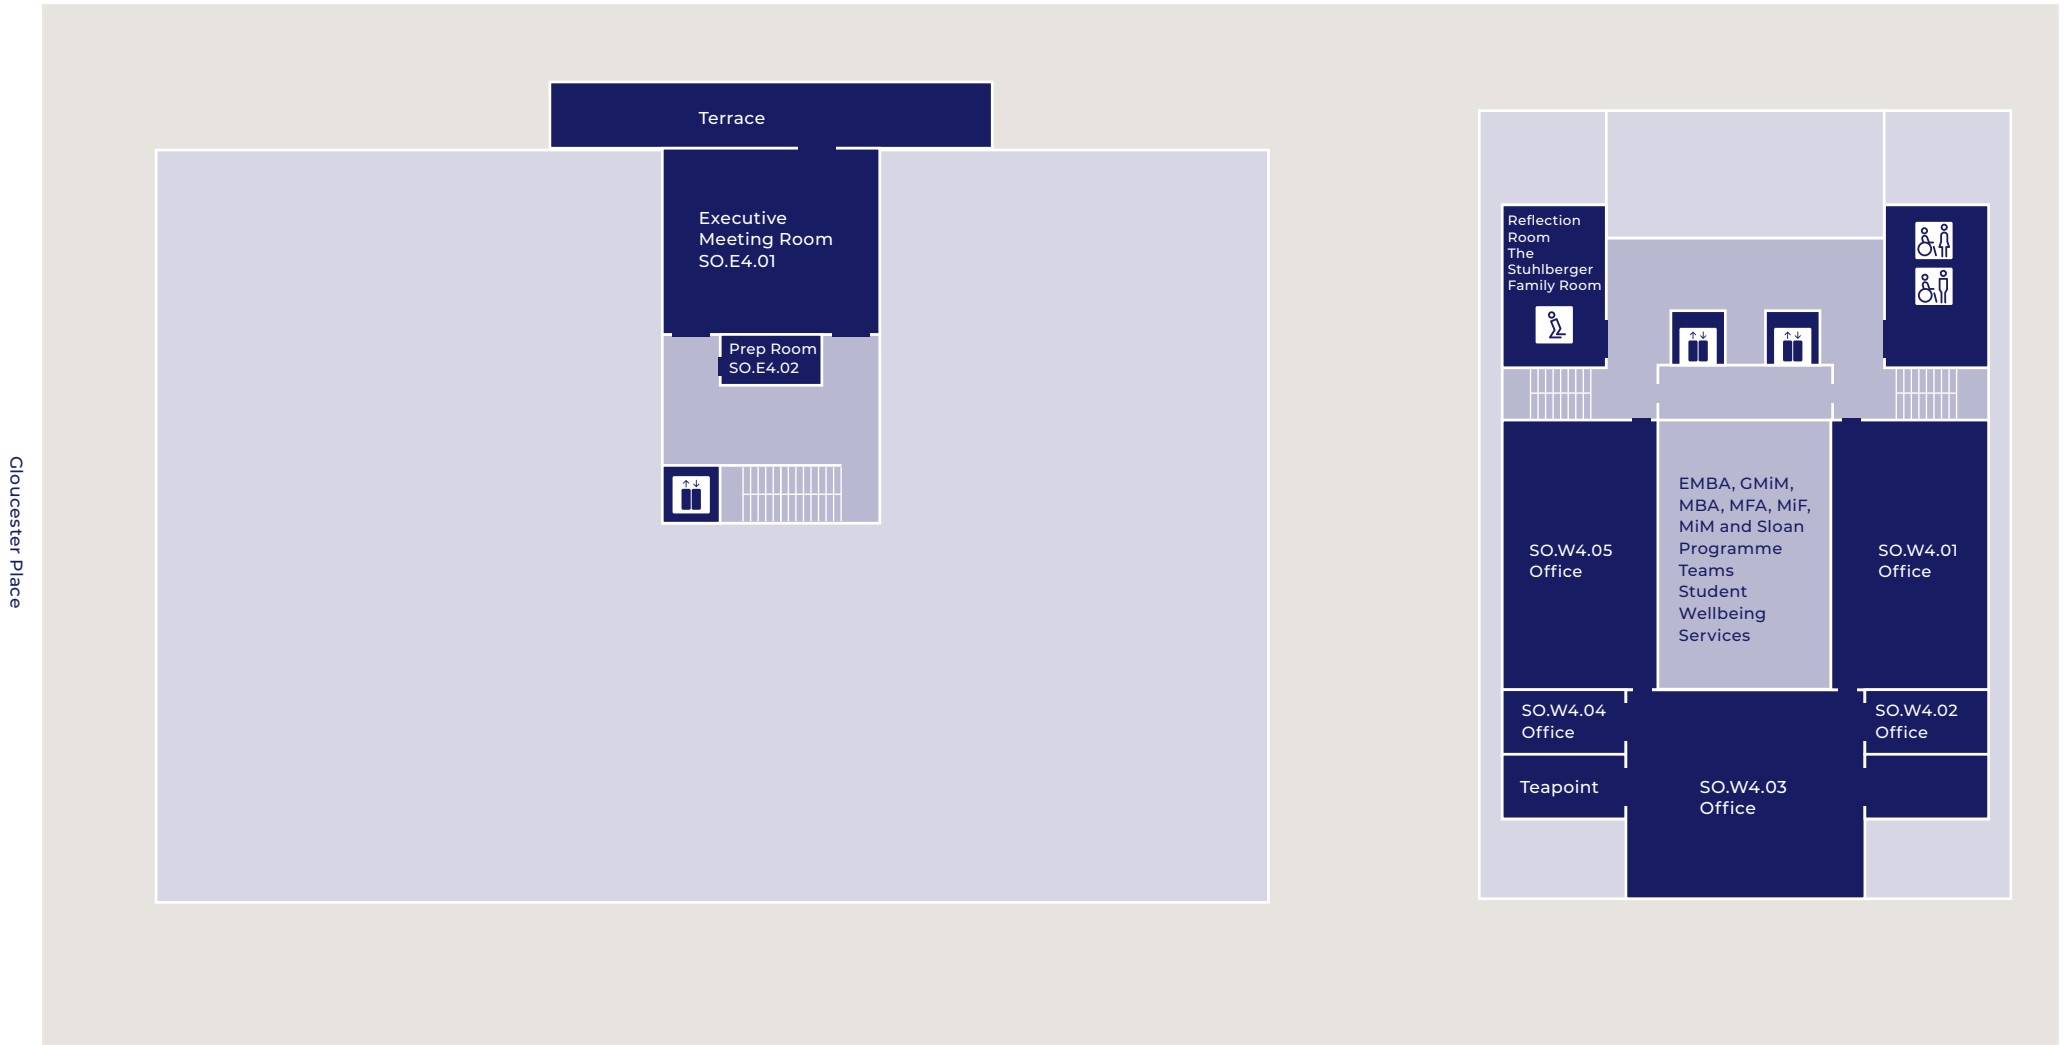 Gloucester Place
Terrace
Executive
Meeting Room
SO.E4.01
Prep Room
SO.E4.02
Reflection
Room
The
Stuhlberger
Family Room
EMBA, GMiM,
MBA, MFA, MiF,
MiM and Sloan
Programme
Teams
Student
Wellbeing
Services
SO.W4.05
Office
SO.W4.01
Office
SO.W4.04
Office
SO.W4.02
Office
Teapoint
SO.W4.03
Office